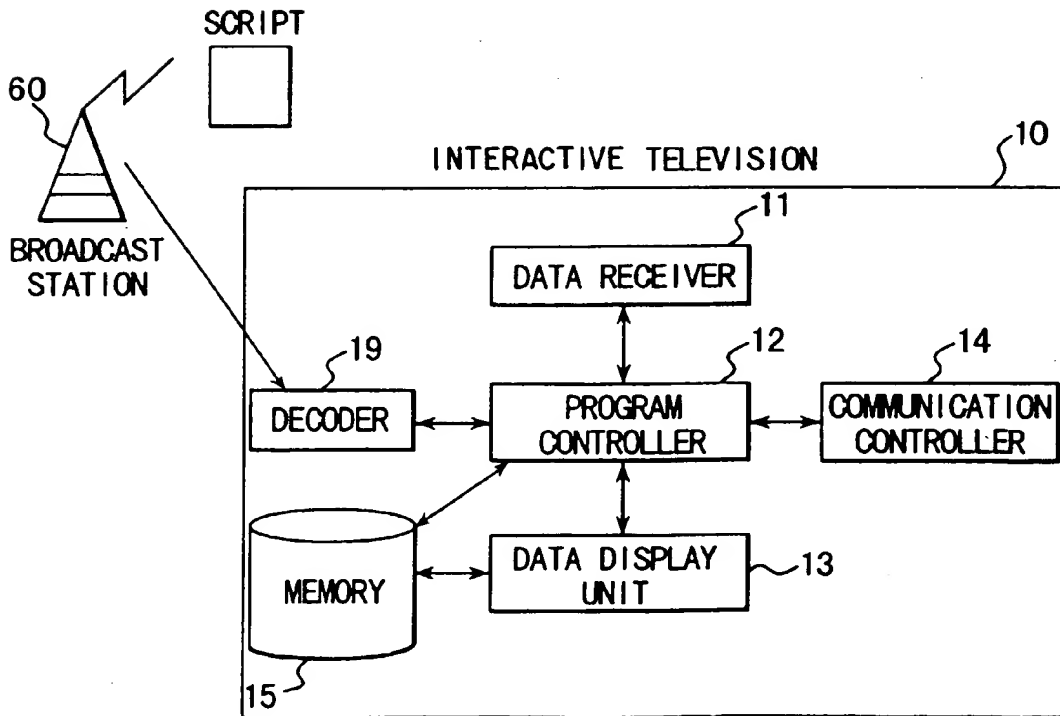 SCRIPT
60
BROADCAST
STATION
INTERACTIVE TELEVISION
10
11
DATA RECEIVER
19
DECODER
12
PROGRAM
CONTROLLER
14
COMMUNICATION
CONTROLLER
MEMORY
15
DATA DISPLAY
UNIT
13